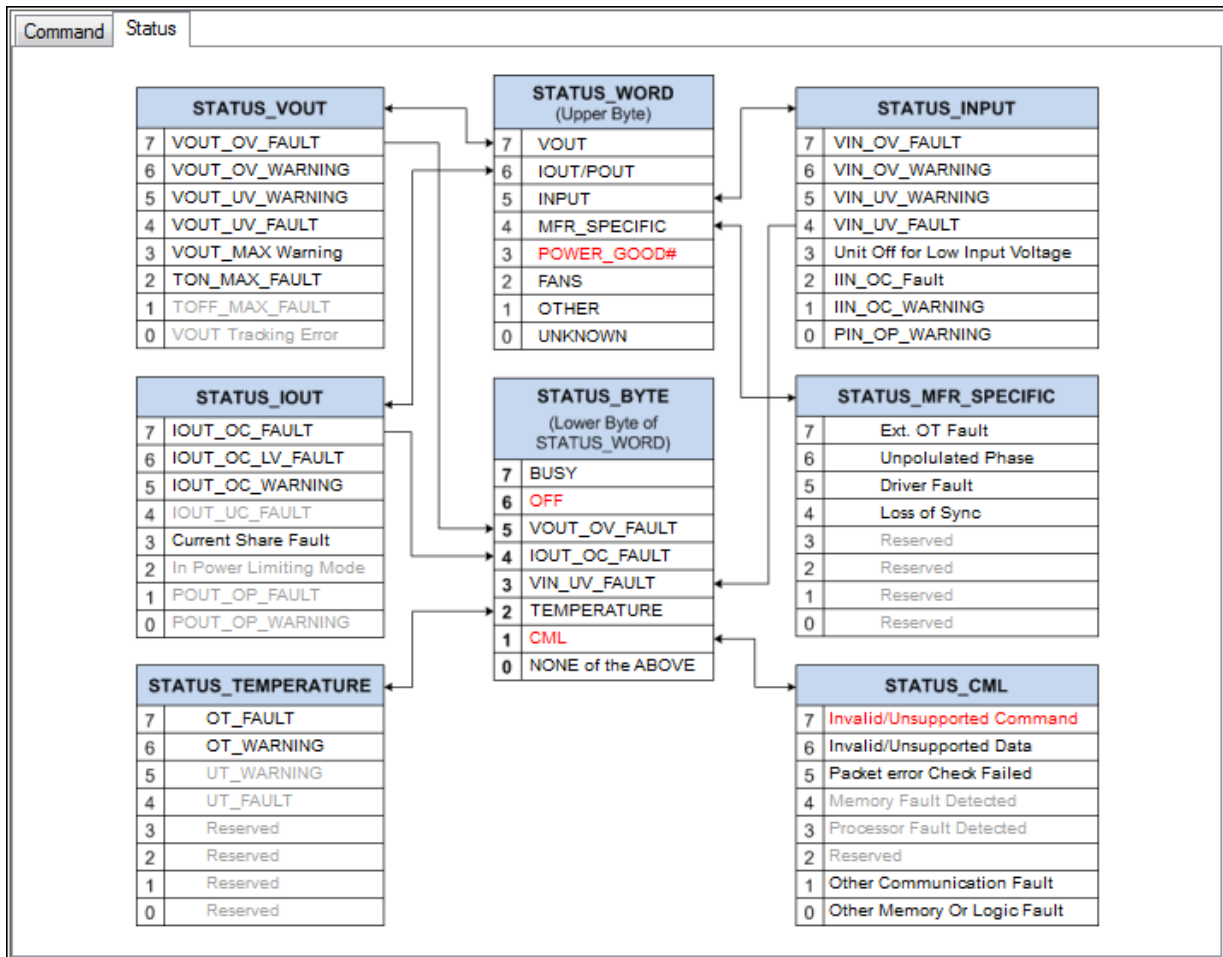 Command Status
STATUS_VOUT
7 VOUT_OV_FAULT
6 VOUT_OV_WARNING
5 VOUT_UV_WARNING
4 VOUT_UV_FAULT
3 VOUT_MAX Warning
2 TON_MAX_FAULT
1 TOFF_MAX_FAULT
0 VOUT Tracking Error
STATUS_IOUT
7 IOUT_OC_FAULT
6 IOUT_OC_LV_FAULT
5 IOUT_OC_WARNING
4 IOUT_UC_FAULT
3 Current Share Fault
2 In Power Limiting Mode
1 POUT_OP_FAULT
0 POUT_OP_WARNING
STATUS_TEMPERATURE
7 OT_FAULT
6 OT_WARNING
5 UT_WARNING
4 UT_FAULT
3 Reserved
2 Reserved
1 Reserved
0 Reserved
STATUS_WORD
(Upper Byte)
7 VOUT
6 IOUT/POUT
5 INPUT
4 MFR_SPECIFIC
3 POWER_GOOD#
2 FANS
1 OTHER
0 UNKNOWN
STATUS_BYTE
(Lower Byte of
STATUS_WORD)
7 BUSY
6 OFF
5 VOUT_OV_FAULT
4 IOUT_OC_FAULT
3 VIN_UV_FAULT
2 TEMPERATURE
1 CML
0 NONE of the ABOVE
STATUS_INPUT
7 VIN_OV_FAULT
6 VIN_OV_WARNING
5 VIN_UV_WARNING
4 VIN_UV_FAULT
3 Unit Off for Low Input Voltage
2 IIN_OC_Fault
1 IIN_OC_WARNING
0 PIN_OP_WARNING
STATUS_MFR_SPECIFIC
7 Ext. OT Fault
6 Unpolulated Phase
5 Driver Fault
4 Loss of Sync
3 Reserved
2 Reserved
1 Reserved
0 Reserved
STATUS_CML
7 Invalid/Unsupported Command
6 Invalid/Unsupported Data
5 Packet error Check Failed
4 Memory Fault Detected
3 Processor Fault Detected
2 Reserved
1 Other Communication Fault
0 Other Memory Or Logic Fault